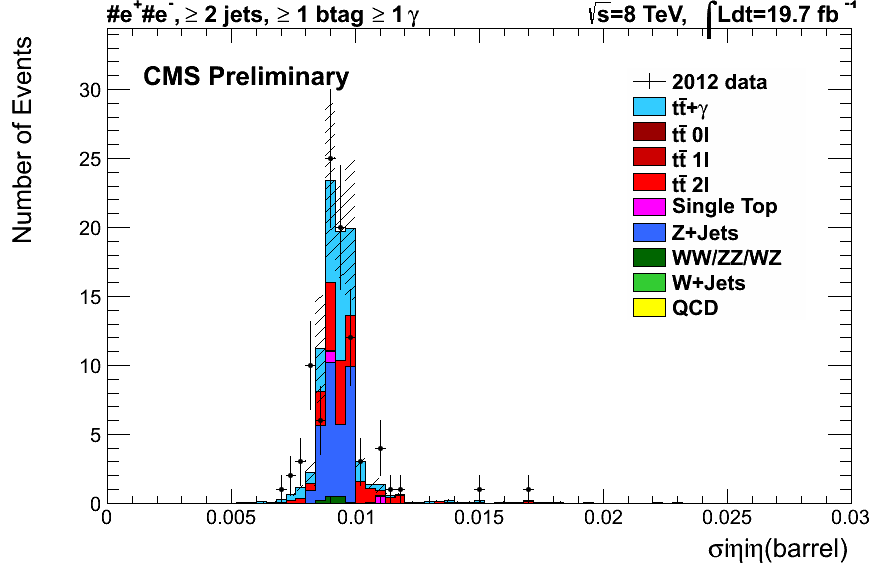 #e⁺#e⁻, ≥ 2 jets, ≥ 1 btag ≥ 1 γ
√s=8 TeV, ∫Ldt=19.7 fb⁻¹
CMS Preliminary
Number of Events
30
25
20
15
10
5
0
2012 data
tt̄+γ
tt̄ 0l
tt̄ 1l
tt̄ 2l
Single Top
Z+Jets
WW/ZZ/WZ
W+Jets
QCD
0 0.005 0.01 0.015 0.02 0.025 0.03
σiηiη(barrel)